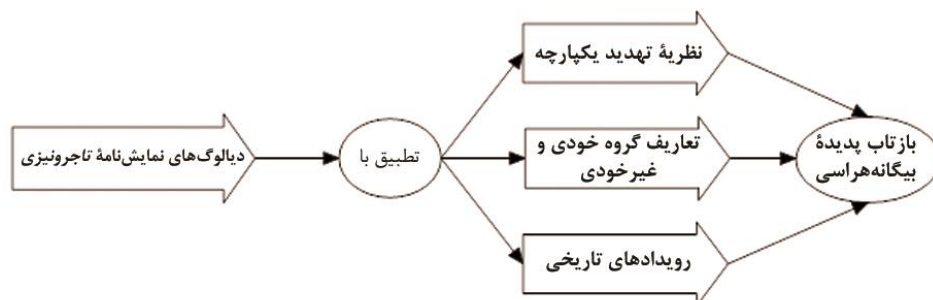 دیالوگ‌های نمایش‌نامهٔ تاجرونیزی
تطبیق با
نظریهٔ تهدید یکپارچه
تعاریف گروه خودی و
غیرخودی
رویدادهای تاریخی
بازتاب پدیدهٔ
بیگانه‌هراسی